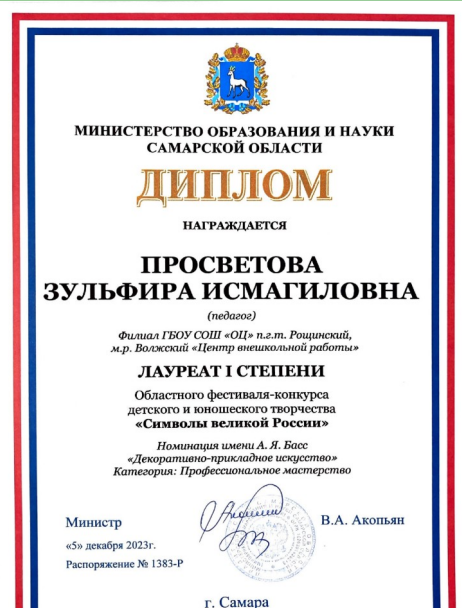 МИНИСТЕРСТВО ОБРАЗОВАНИЯ И НАУКИ
САМАРСКОЙ ОБЛАСТИ
ДИПЛОМ
НАГРАЖДАЕТСЯ
ПРОСВЕТОВА
ЗУЛЬФИРА ИСМАГИЛОВНА
(педагог)
Филиал ГБОУ СОШ «ОЦ» п.г.т. Рощинский,
м.р. Волжский «Центр внешкольной работы»
ЛАУРЕАТ I СТЕПЕНИ
Областного фестиваля-конкурса
детского и юношеского творчества
«Символы великой России»
Номинация имени А. Я. Басс
«Декоративно-прикладное искусство»
Категория: Профессиональное мастерство
Министр В.А. Акопьян
«5» декабря 2023г.
Распоряжение № 1383-Р
г. Самара